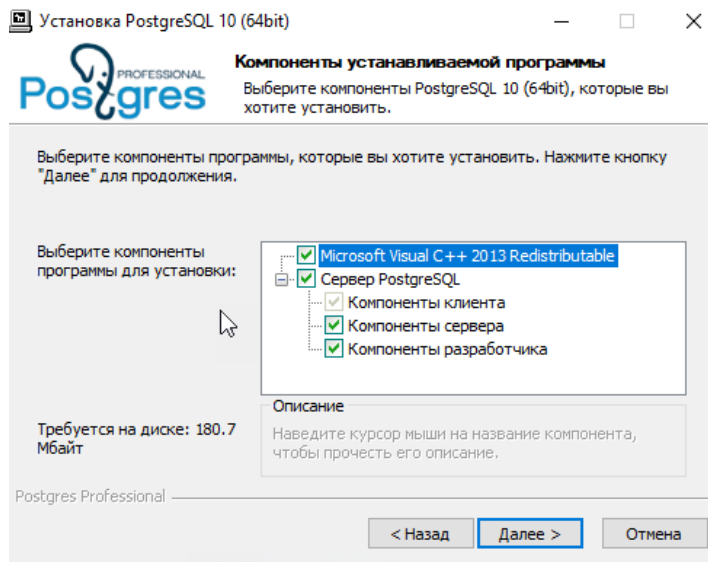 Установка PostgreSQL 10 (64bit)
PROFESSIONAL
Postgres
Компоненты устанавливаемой программы
Выберите компоненты PostgreSQL 10 (64bit), которые вы
хотите установить.
Выберите компоненты программы, которые вы хотите установить. Нажмите кнопку
"Далее" для продолжения.
Выберите компоненты
программы для установки:
Microsoft Visual C++ 2013 Redistributable
Сервер PostgreSQL
Компоненты клиента
Компоненты сервера
Компоненты разработчика
Требуется на диске: 180.7
Мбайт
Описание
Наведите курсор мыши на название компонента,
чтобы прочесть его описание.
Postgres Professional
< Назад
Далее >
Отмена